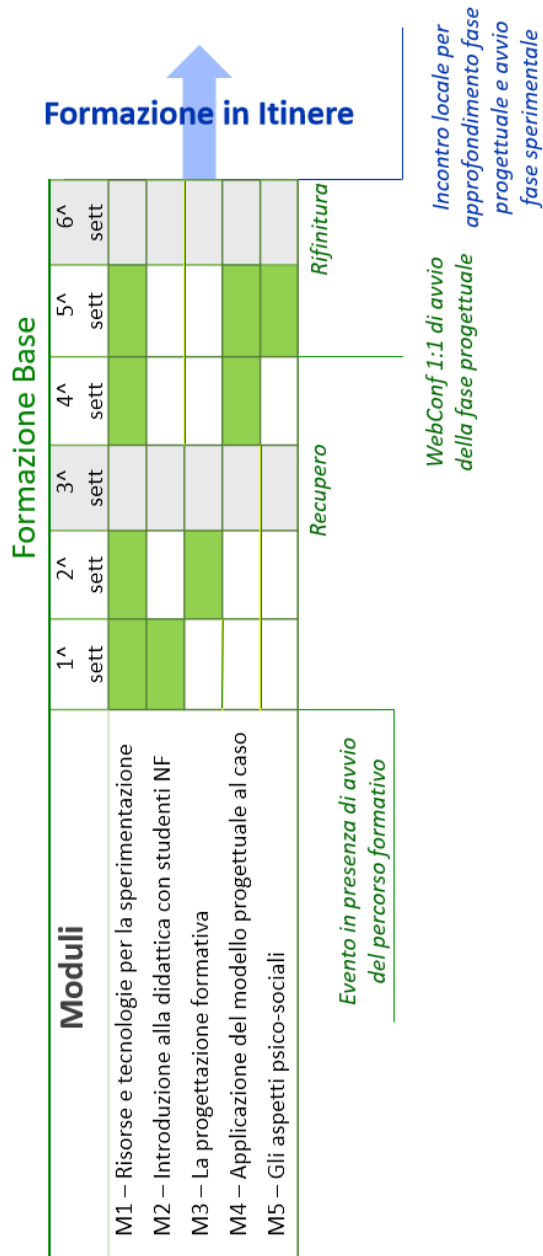 Formazione Base
Moduli
1^ sett
2^ sett
3^ sett
4^ sett
5^ sett
6^ sett
M1 – Risorse e tecnologie per la sperimentazione
M2 – Introduzione alla didattica con studenti NF
M3 – La progettazione formativa
M4 – Applicazione del modello progettuale al caso
M5 – Gli aspetti psico-sociali
Formazione in Itinere
Recupero
Rifinitura
Evento in presenza di avvio
del percorso formativo
WebConf 1:1 di avvio
della fase progettuale
Incontro locale per
approfondimento fase
progettuale e avvio
fase sperimentale